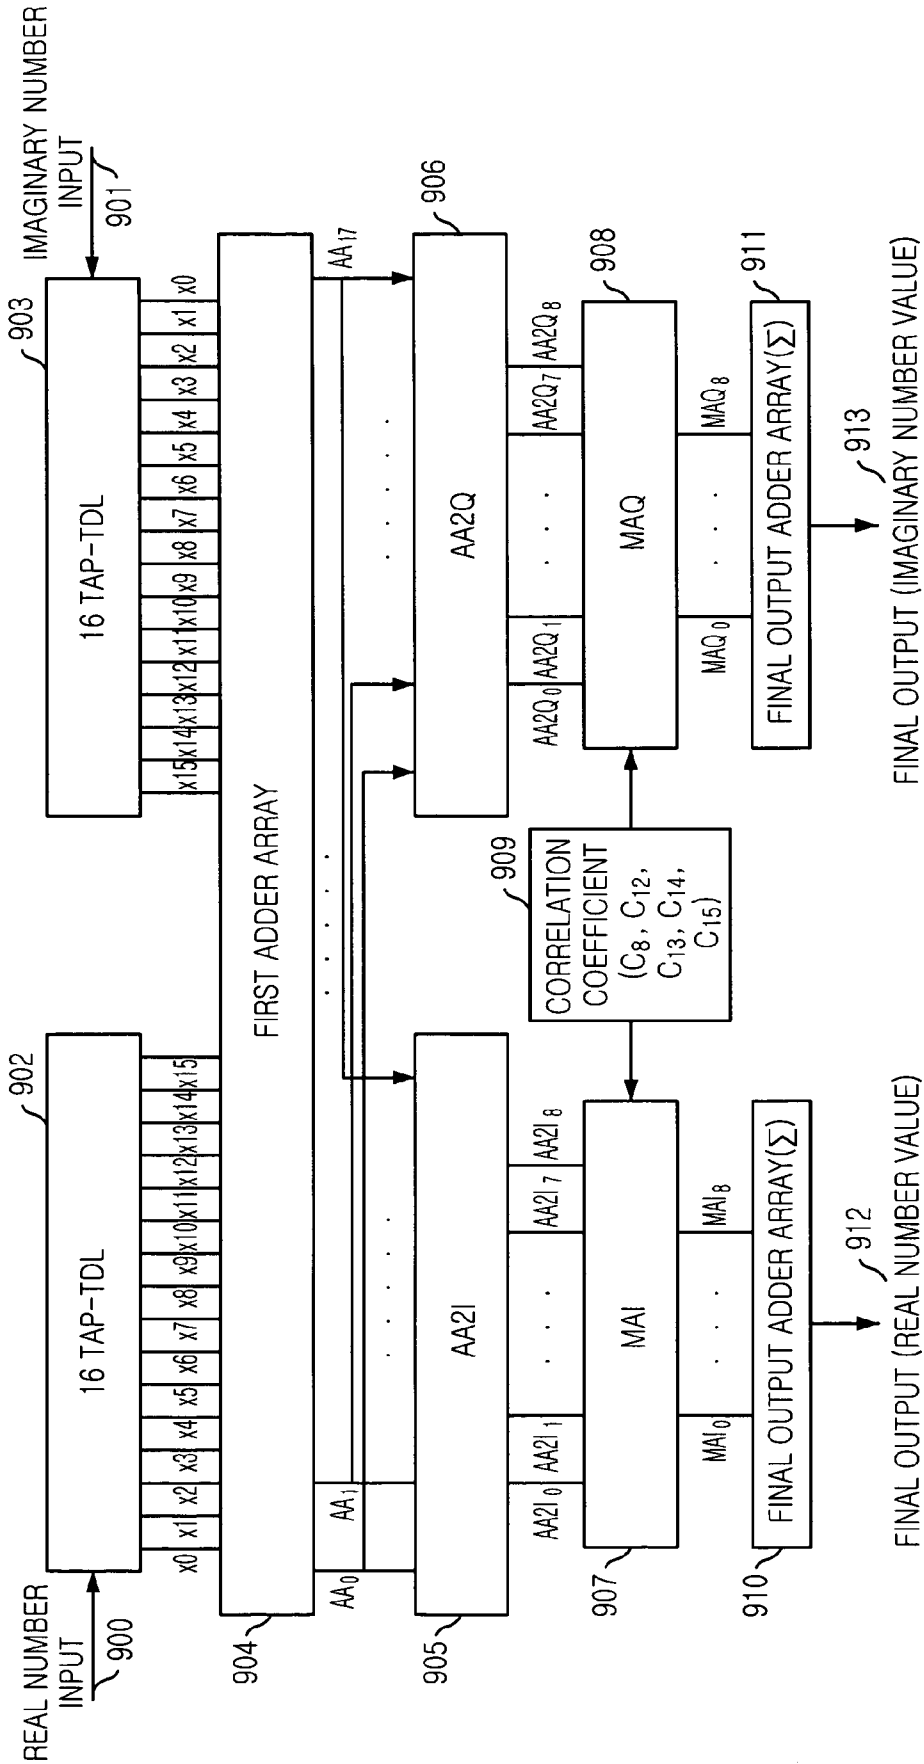 REAL NUMBER
INPUT
900
IMAGINARY NUMBER
INPUT
901
902
16 TAP-TDL
903
16 TAP-TDL
x0 x1 x2 x3 x4 x5 x6 x7 x8 x9 x10 x11 x12 x13 x14 x15
x15 x14 x13 x12 x11 x10 x9 x8 x7 x6 x5 x4 x3 x2 x1 x0
904
FIRST ADDER ARRAY
AA0 AA1 . . . . . AA17
905
AA2I
906
AA2Q
AA2I0 AA2I1 . . . AA2I7 AA2I8
AA2Q0 AA2Q1 . . . AA2Q7 AA2Q8
907
MAI
909
CORRELATION
COEFFICIENT
(C8, C12,
C13, C14,
C15)
908
MAQ
MAI0 . . . MAI8
MAQ0 . . . MAQ8
910
FINAL OUTPUT ADDER ARRAY(Σ)
911
FINAL OUTPUT ADDER ARRAY(Σ)
912
913
FINAL OUTPUT (REAL NUMBER VALUE)
FINAL OUTPUT (IMAGINARY NUMBER VALUE)